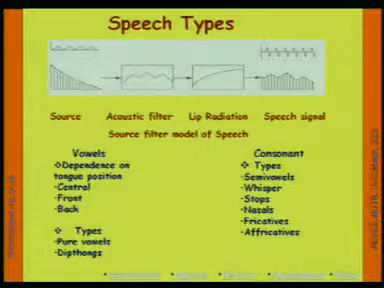 Speech Types
Source Acoustic filter Lip Radiation Speech signal
Source filter model of Speech
Vowels
❖Dependence on
tongue position
·Central
·Front
·Back
❖ Types
·Pure vowels
·Dipthongs
Consonant
❖ Types
·Semivowels
·Whisper
·Stops
·Nasals
·Fricatives
·Affricatives